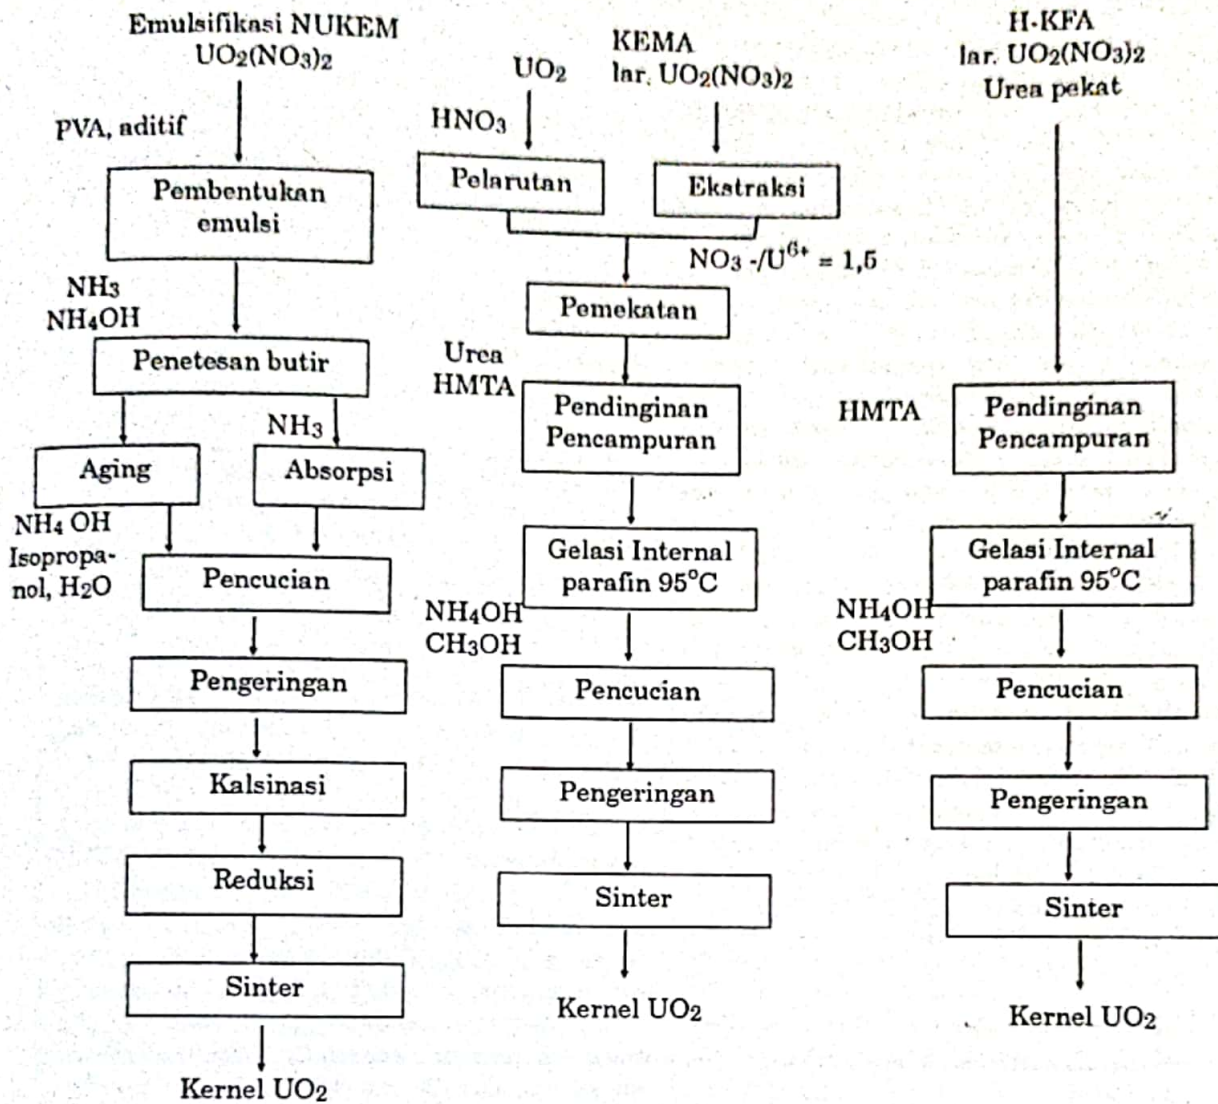 Emulsifikasi NUKEM
UO2(NO3)2
PVA, aditif
Pembentukan
emulsi
NH3
NH4OH
Penetesan butir
NH3
Aging
Absorpsi
NH4 OH
Isopropa-
nol, H2O
Pencucian
Pengeringan
Kalsinasi
Reduksi
Sinter
Kernel UO2
KEMA
UO2
lar. UO2(NO3)2
HNO3
Pelarutan
Ekstraksi
NO3 -/U6+ = 1,5
Pemekatan
Urea
HMTA
Pendinginan
Pencampuran
Gelasi Internal
parafin 95°C
NH4OH
CH3OH
Pencucian
Pengeringan
Sinter
Kernel UO2
H-KFA
lar. UO2(NO3)2
Urea pekat
HMTA
Pendinginan
Pencampuran
Gelasi Internal
parafin 95°C
NH4OH
CH3OH
Pencucian
Pengeringan
Sinter
Kernel UO2